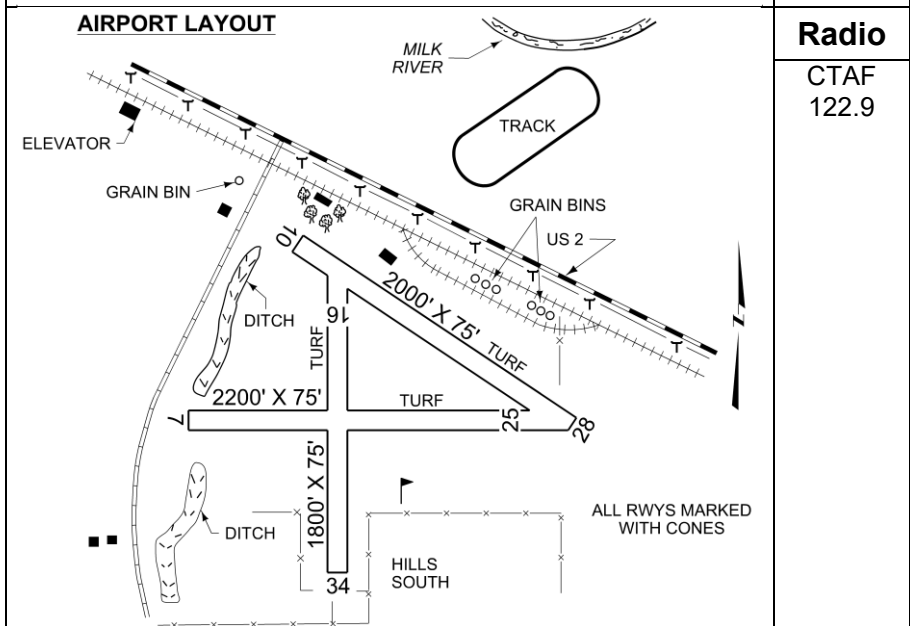 AIRPORT LAYOUT
MILK
RIVER
TRACK
ELEVATOR
GRAIN BIN
GRAIN BINS
US 2
10
2000' X 75'
TURF
DITCH
16
TURF
N
2200' X 75'
TURF
7
25
28
1800' X 75'
DITCH
ALL RWYS MARKED
WITH CONES
HILLS
SOUTH
34
Radio
CTAF
122.9